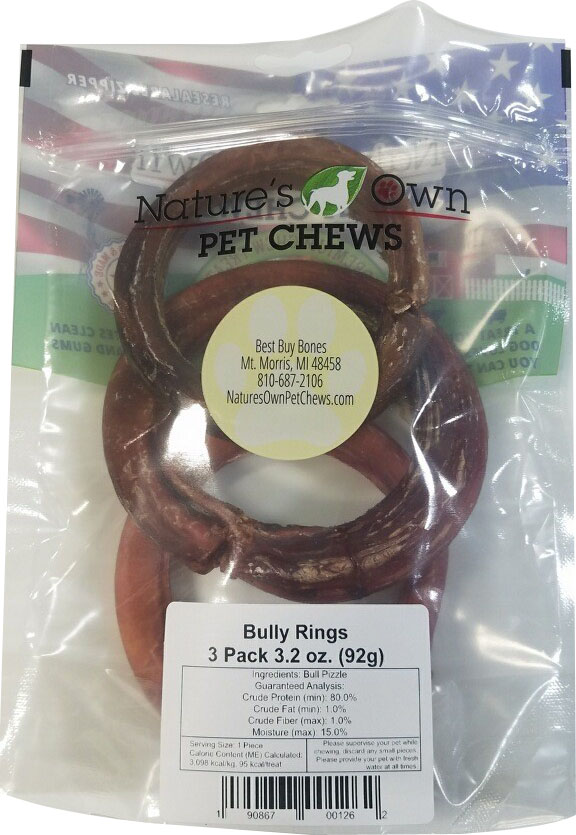 RESEALABLE ZIPPER
Nature's Own
PET CHEWS
Best Buy Bones
Mt. Morris, MI 48458
810-687-2106
NaturesOwnPetChews.com
Bully Rings
3 Pack 3.2 oz. (92g)
Ingredients: Bull Pizzle
Guaranteed Analysis:
Crude Protein (min): 80.0%
Crude Fat (min): 1.0%
Crude Fiber (max): 1.0%
Moisture (max): 15.0%
Serving Size: 1 Piece
Calorie Content (ME) Calculated:
3,098 kcal/kg, 95 kcal/treat
Please supervise your pet while
chewing, discard any small pieces.
Please provide your pet with fresh
water at all times.
1 90867 00126 2